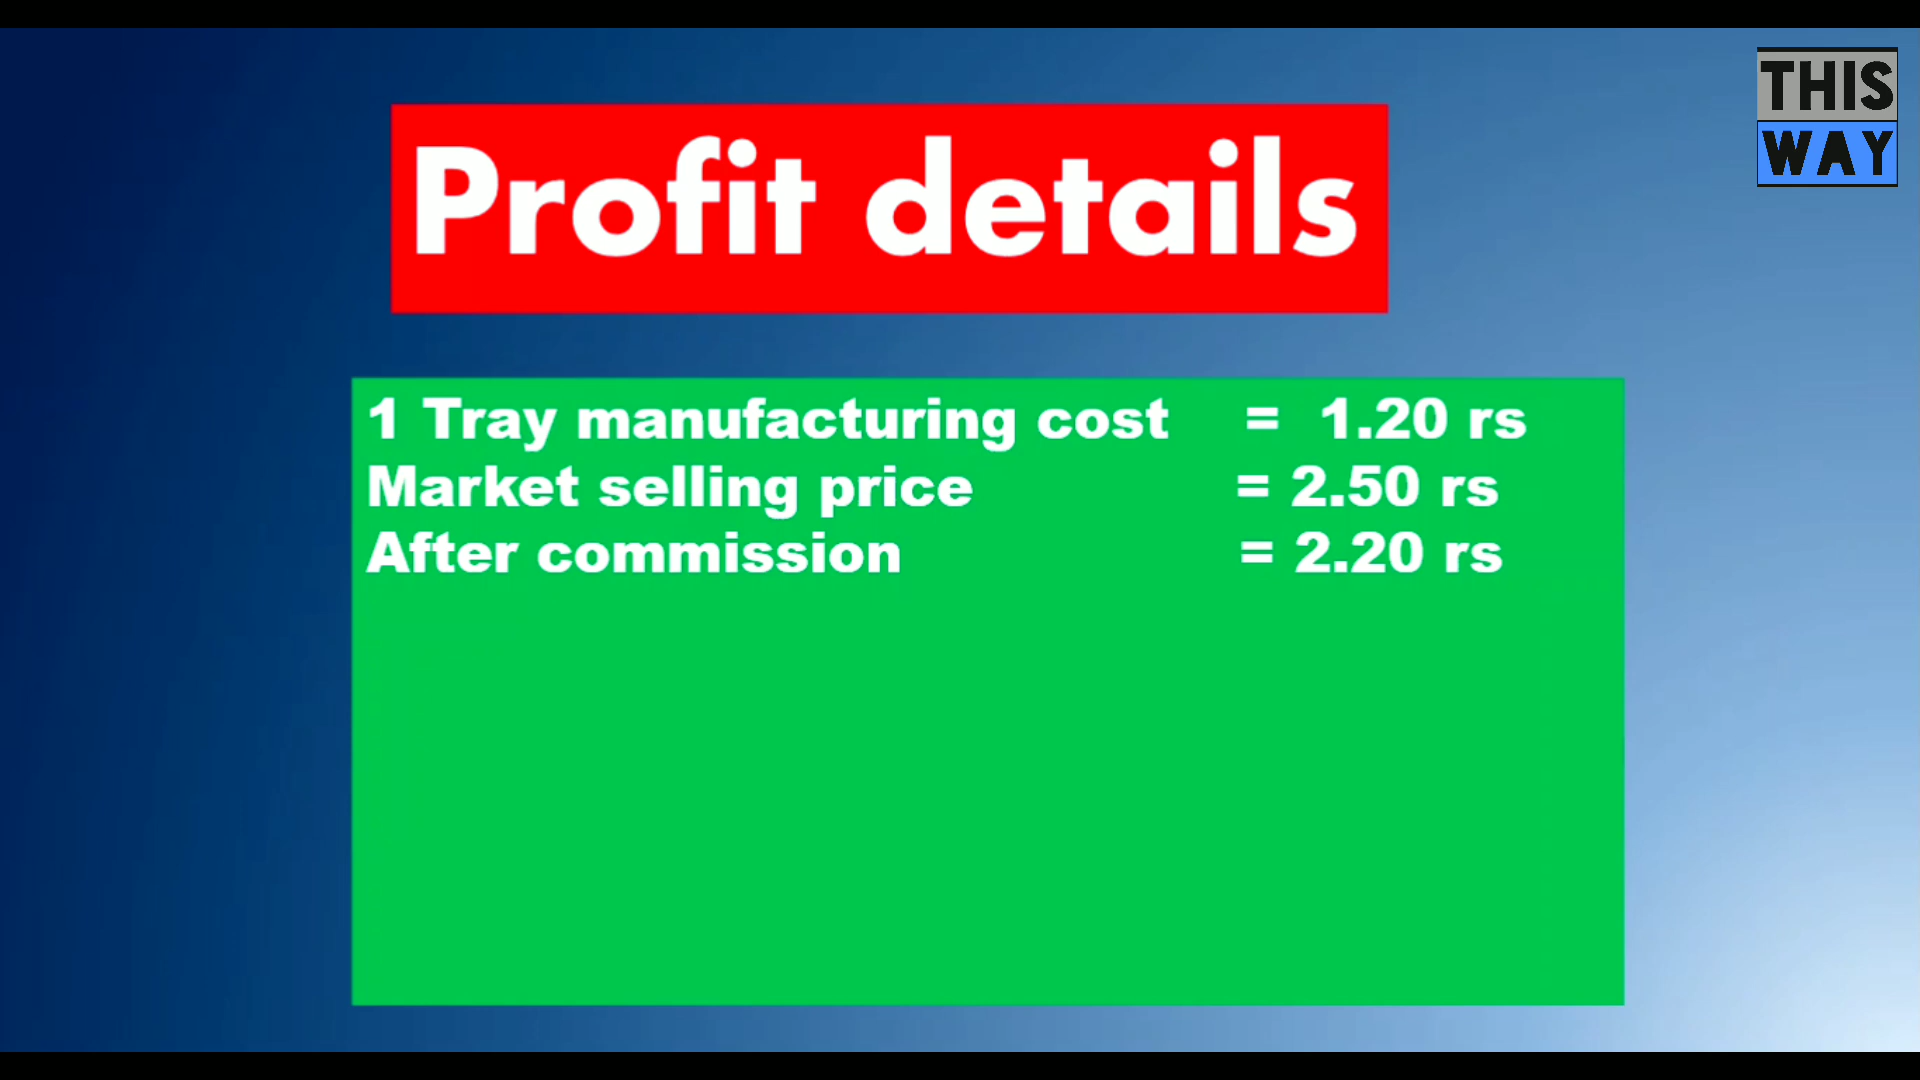 THIS
WAY
Profit details
1 Tray manufacturing cost = 1.20 rs
Market selling price = 2.50 rs
After commission = 2.20 rs